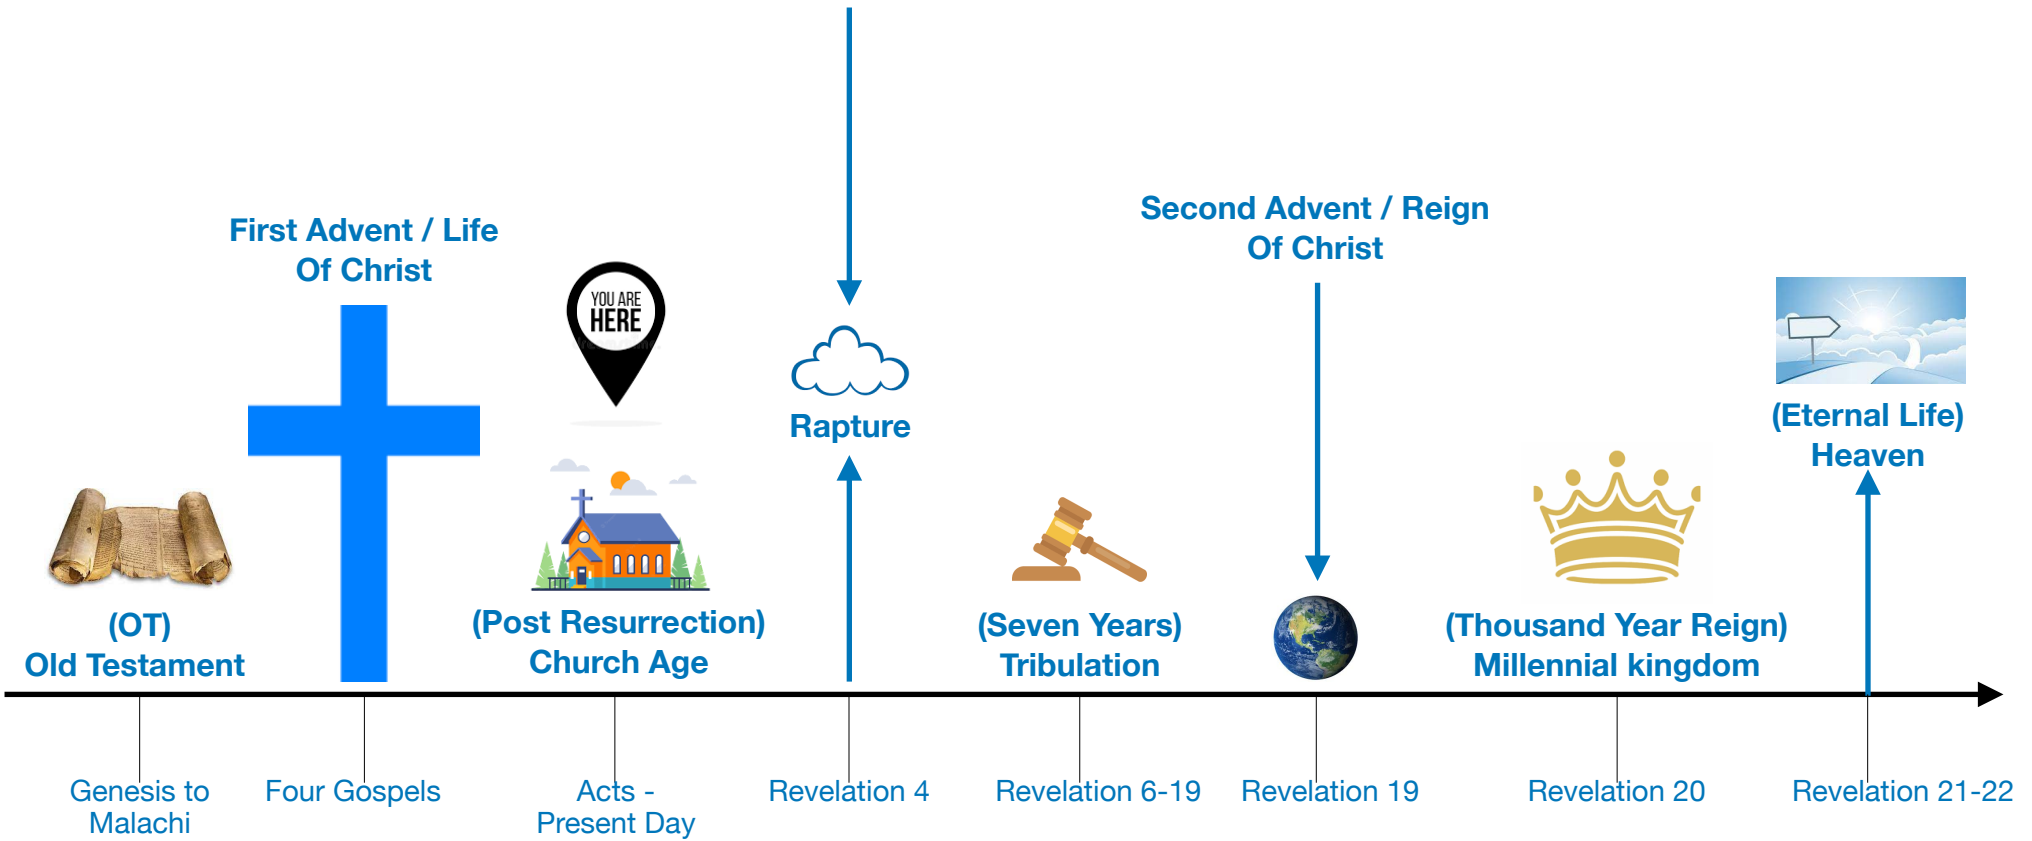 First Advent / Life
Of Christ
YOU ARE
HERE
Rapture
Second Advent / Reign
Of Christ
(Eternal Life)
Heaven
(OT)
Old Testament
(Post Resurrection)
Church Age
(Seven Years)
Tribulation
(Thousand Year Reign)
Millennial kingdom
Genesis to
Malachi
Four Gospels
Acts -
Present Day
Revelation 4
Revelation 6-19
Revelation 19
Revelation 20
Revelation 21-22